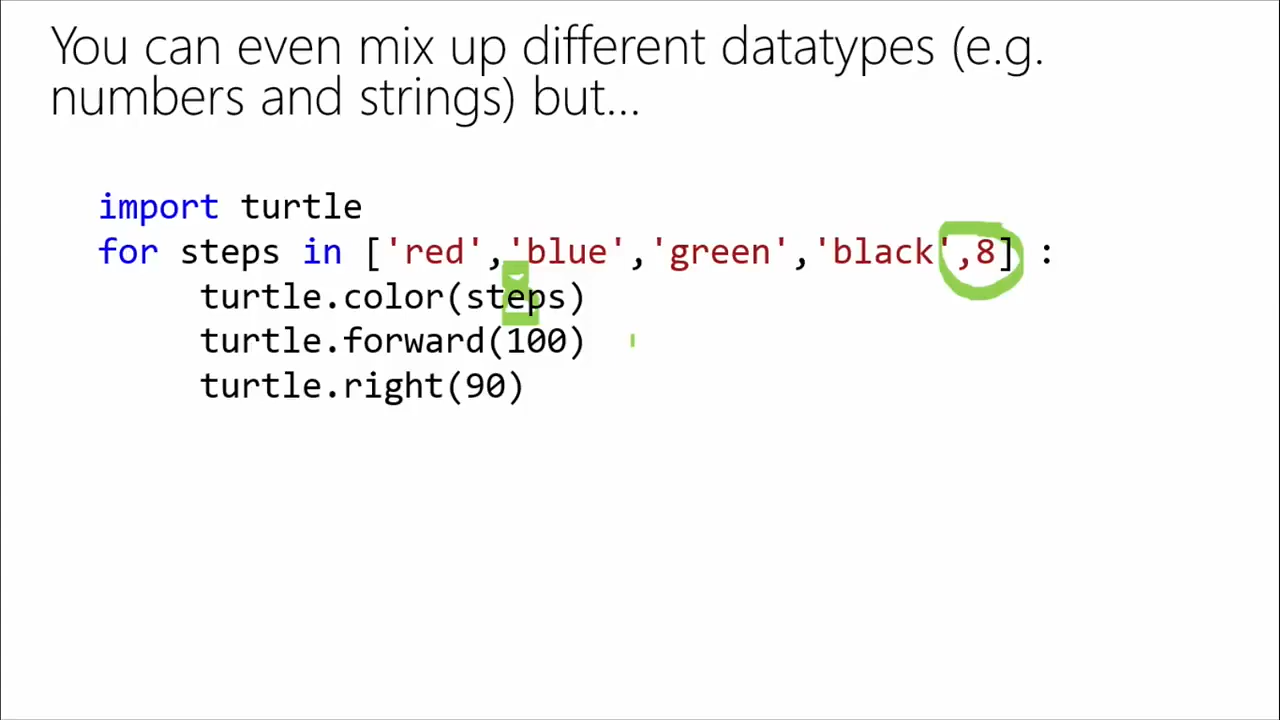 You can even mix up different datatypes (e.g.
numbers and strings) but...
import turtle
for steps in ['red','blue','green','black',8] :
turtle.color(steps)
turtle.forward(100)
turtle.right(90)